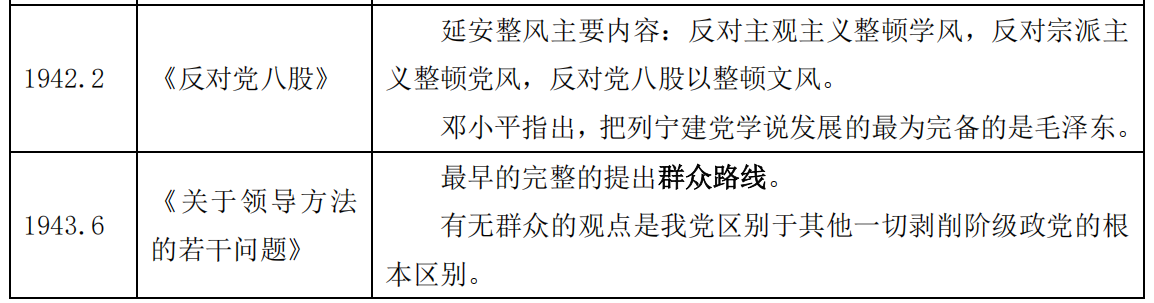 1942.2
《反对党八股》
延安整风主要内容：反对主观主义整顿学风，反对宗派主
义整顿党风，反对党八股以整顿文风。
邓小平指出，把列宁建党学说发展的最为完备的是毛泽东。
1943.6
《关于领导方法
的若干问题》
最早的完整的提出群众路线。
有无群众的观点是我党区别于其他一切剥削阶级政党的根
本区别。